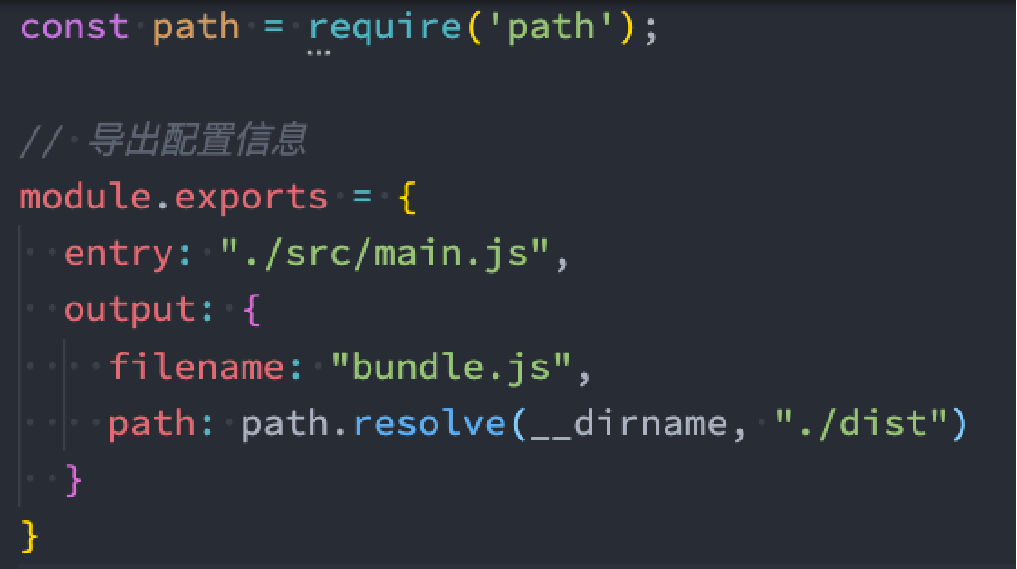 const path = require('path');
// 导出配置信息
module.exports = {
  entry: "./src/main.js",
  output: {
    filename: "bundle.js",
    path: path.resolve(__dirname, "./dist")
  }
}